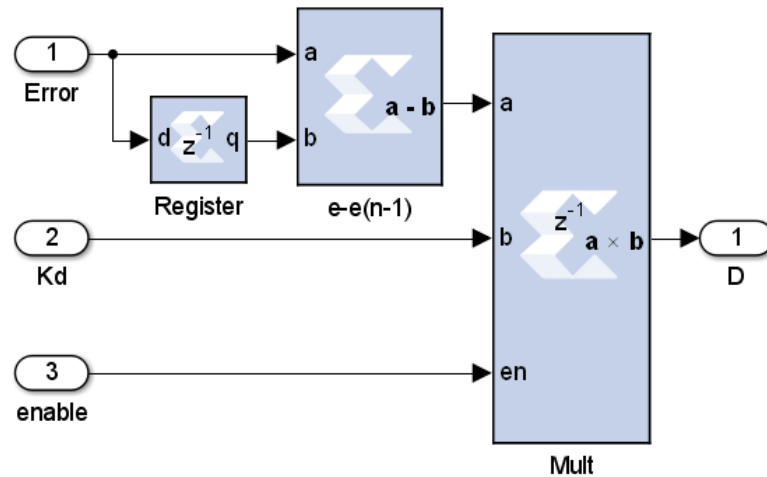 1
Error
d
z⁻¹
q
Register
a
b
a - b
e-e(n-1)
2
Kd
3
enable
a
b
en
z⁻¹
a × b
Mult
1
D